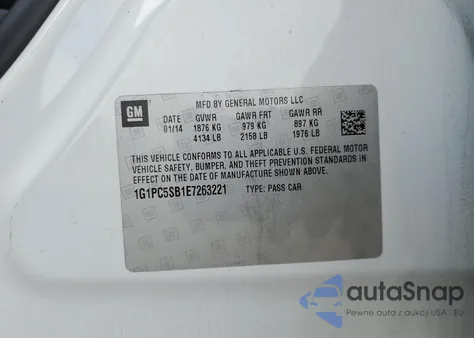 GM
MFD BY GENERAL MOTORS LLC
DATE GVWR GAWR FRT GAWR RR
01/14 1876 KG 979 KG 897 KG
4134 LB 2158 LB 1976 LB
THIS VEHICLE CONFORMS TO ALL APPLICABLE U.S. FEDERAL MOTOR
VEHICLE SAFETY, BUMPER, AND THEFT PREVENTION STANDARDS IN
EFFECT ON THE DATE OF MANUFACTURE SHOWN ABOVE.
1G1PC5SB1E7263221 TYPE: PASS CAR
autoSnap
Pewne auta z aukcji USA - EU